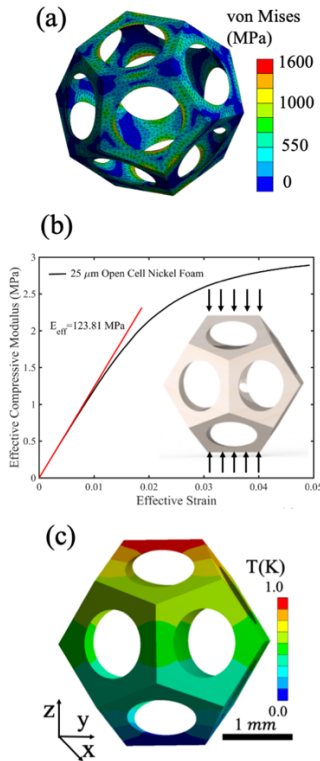 (a)
von Mises
(MPa)
1600
1000
550
0
(b)
Effective Compressive Modulus (MPa)
3
2.5
2
1.5
1
0.5
0
25 μm Open Cell Nickel Foam
Eeff=123.81 MPa
0
0.01
0.02
0.03
0.04
0.05
Effective Strain
(c)
T(K)
1.0
0.0
z
y
x
1 mm